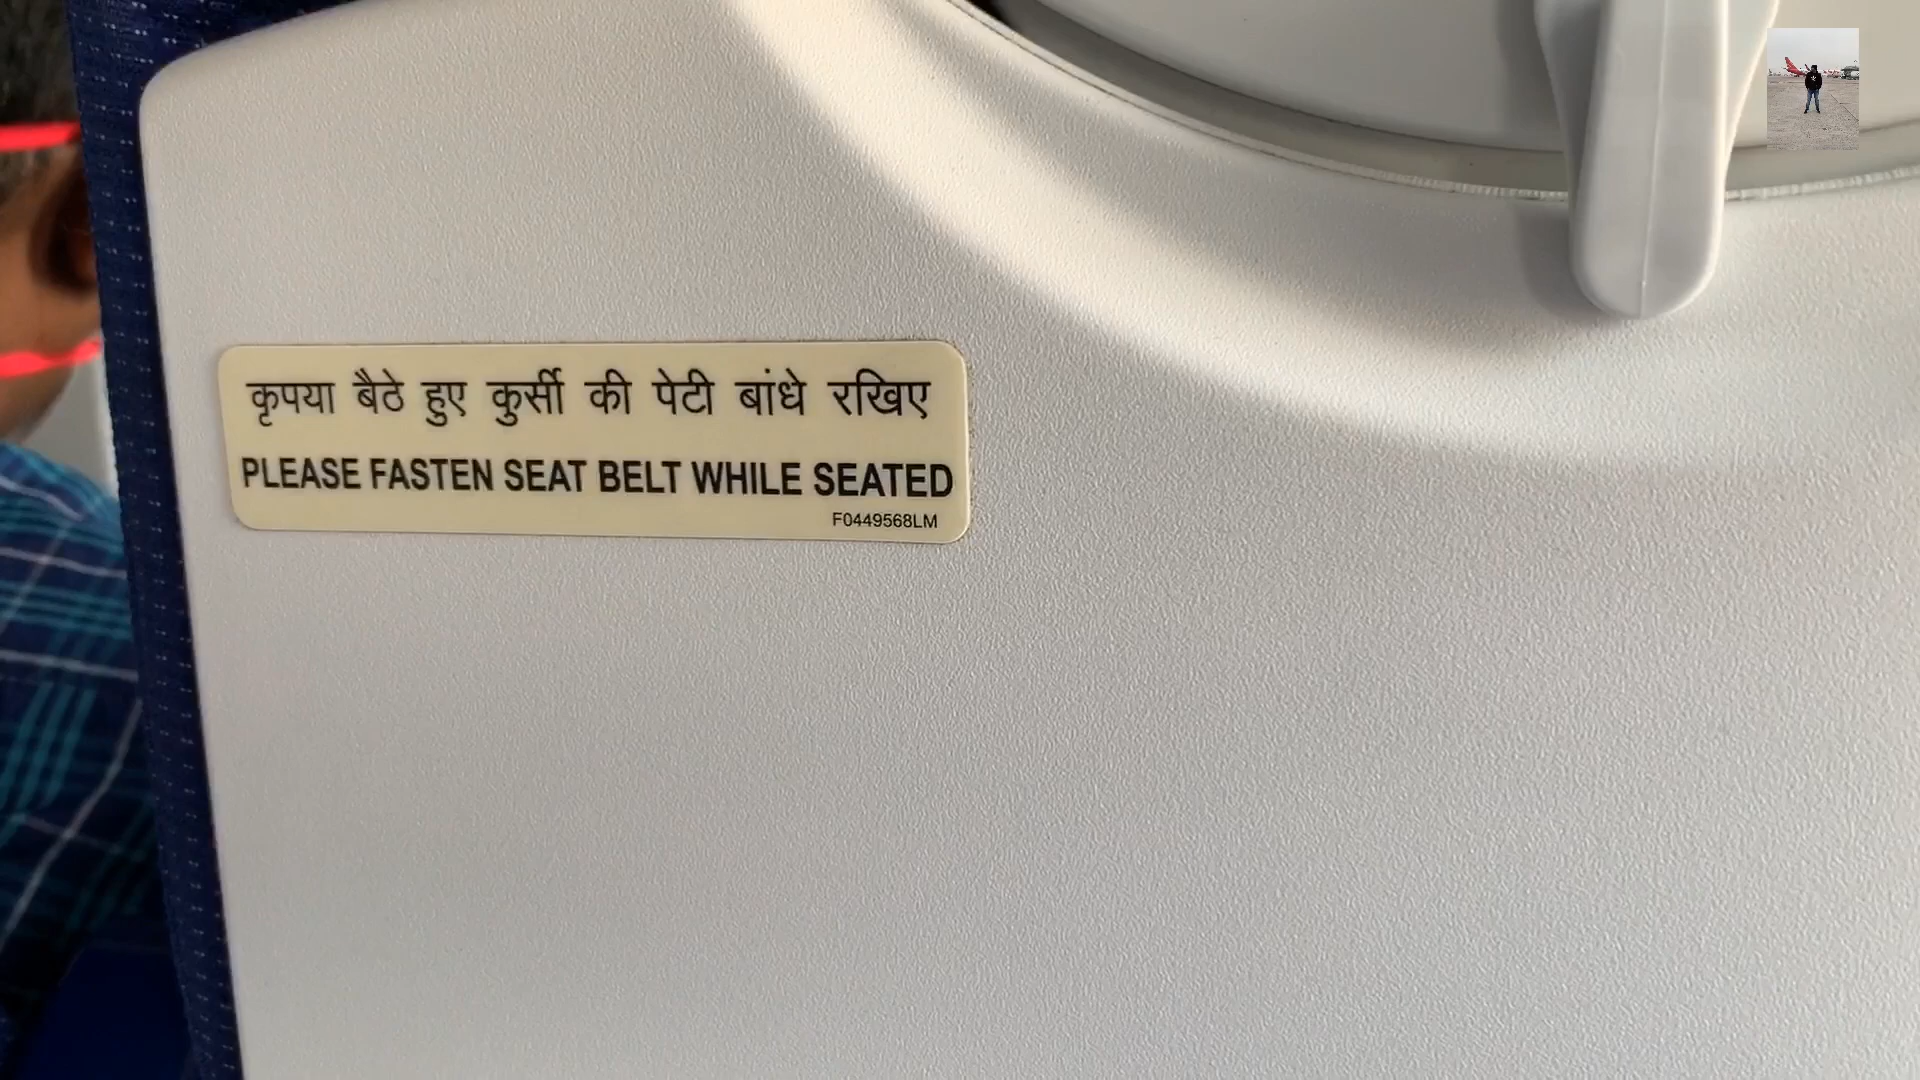 कृपया बैठे हुए कुर्सी की पेटी बांधे रखिए
PLEASE FASTEN SEAT BELT WHILE SEATED
F0449568LM